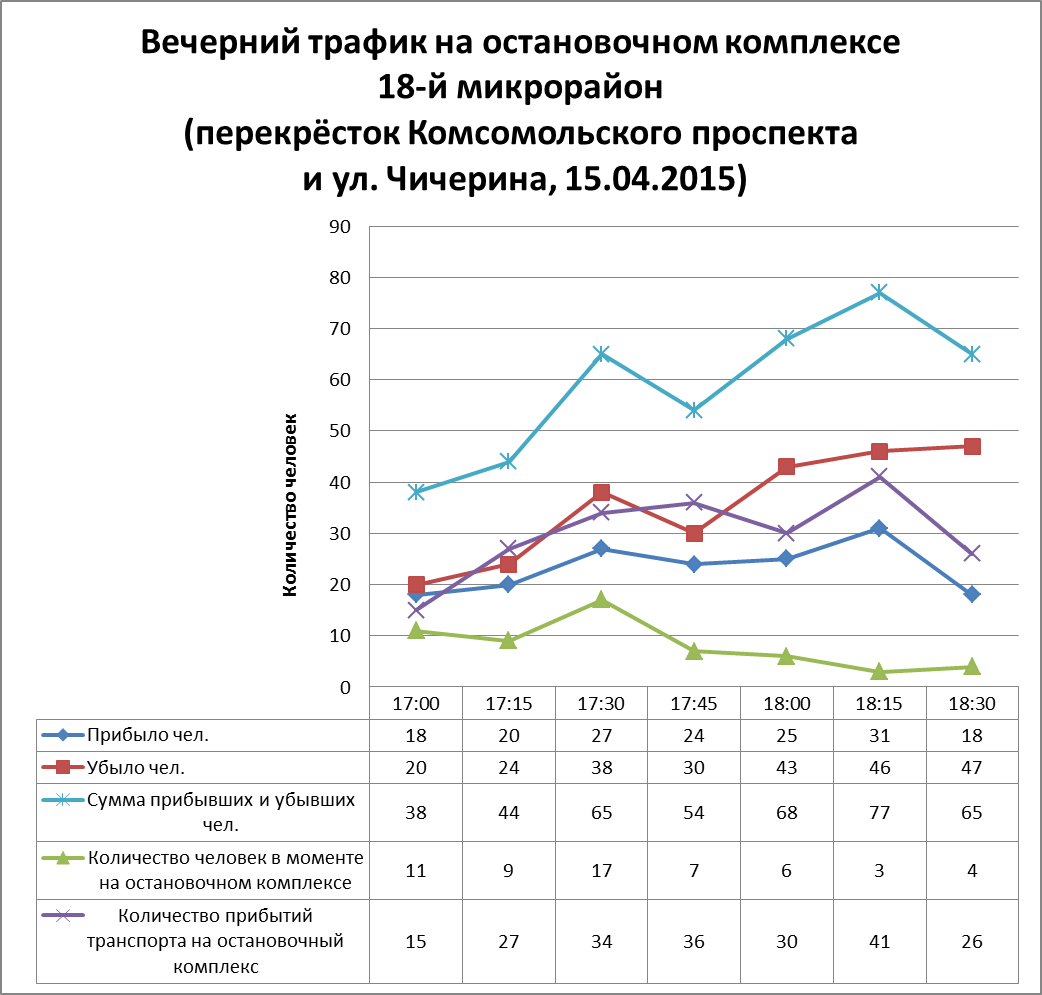 Вечерний трафик на остановочном комплексе
18-й микрорайон
(перекрёсток Комсомольского проспекта
и ул. Чичерина, 15.04.2015)
90
80
70
60
50
40
30
20
10
0
Количество человек
17:00 17:15 17:30 17:45 18:00 18:15 18:30
Прибыло чел. 18 20 27 24 25 31 18
Убыло чел. 20 24 38 30 43 46 47
Сумма прибывших и убывших
чел. 38 44 65 54 68 77 65
Количество человек в моменте
на остановочном комплексе 11 9 17 7 6 3 4
Количество прибытий
транспорта на остановочный
комплекс 15 27 34 36 30 41 26